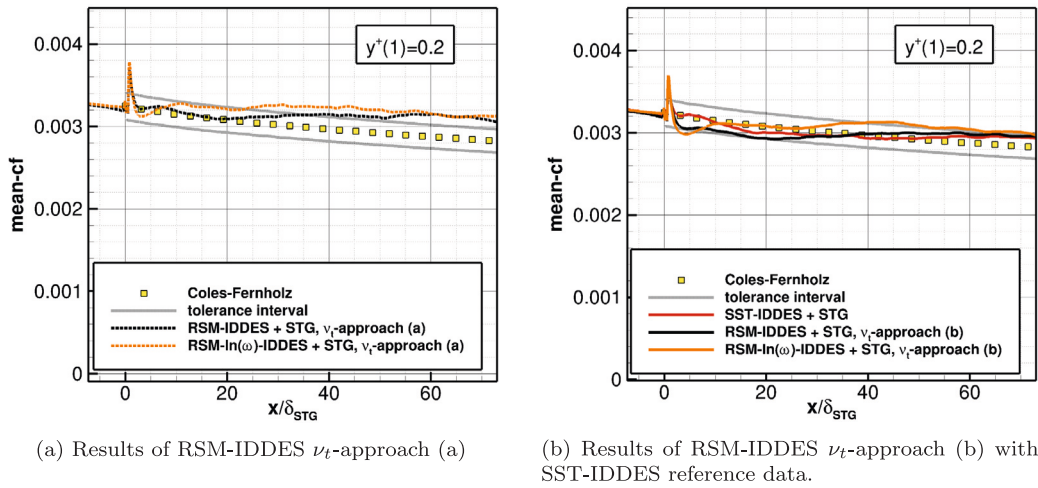 0.004
0.003
0.002
0.001
0
mean-cf
y⁺(1)=0.2
Coles-Fernholz
tolerance interval
RSM-IDDES + STG, νₜ-approach (a)
RSM-ln(ω)-IDDES + STG, νₜ-approach (a)
0 20 40 60
x/δ_STG
(a) Results of RSM-IDDES νₜ-approach (a)
0.004
0.003
0.002
0.001
0
mean-cf
y⁺(1)=0.2
Coles-Fernholz
tolerance interval
SST-IDDES + STG
RSM-IDDES + STG, νₜ-approach (b)
RSM-ln(ω)-IDDES + STG, νₜ-approach (b)
0 20 40 60
x/δ_STG
(b) Results of RSM-IDDES νₜ-approach (b) with
SST-IDDES reference data.